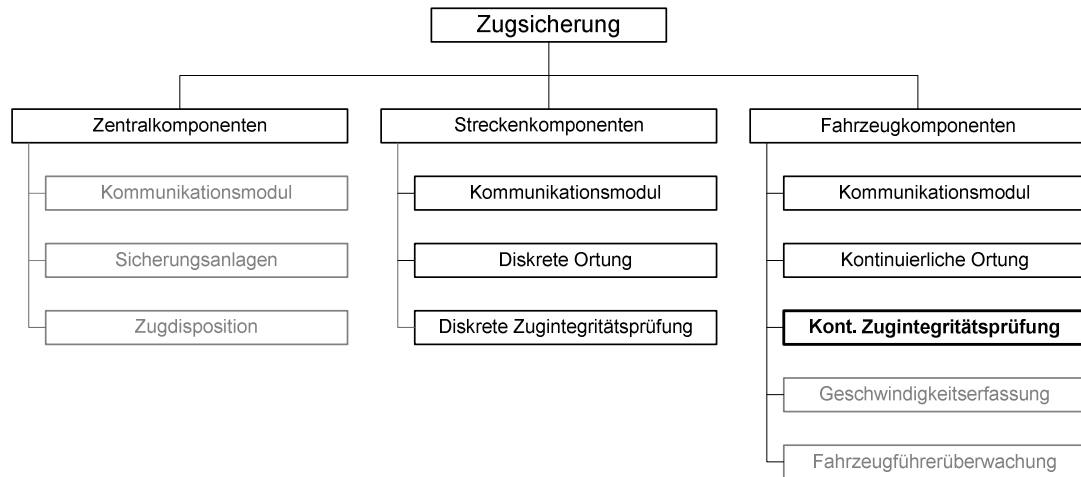 Zugsicherung
Zentralkomponenten
Kommunikationsmodul
Sicherungsanlagen
Zugdisposition
Streckenkomponenten
Kommunikationsmodul
Diskrete Ortung
Diskrete Zugintegritätsprüfung
Fahrzeugkomponenten
Kommunikationsmodul
Kontinuierliche Ortung
Kont. Zugintegritätsprüfung
Geschwindigkeitserfassung
Fahrzeugführerüberwachung